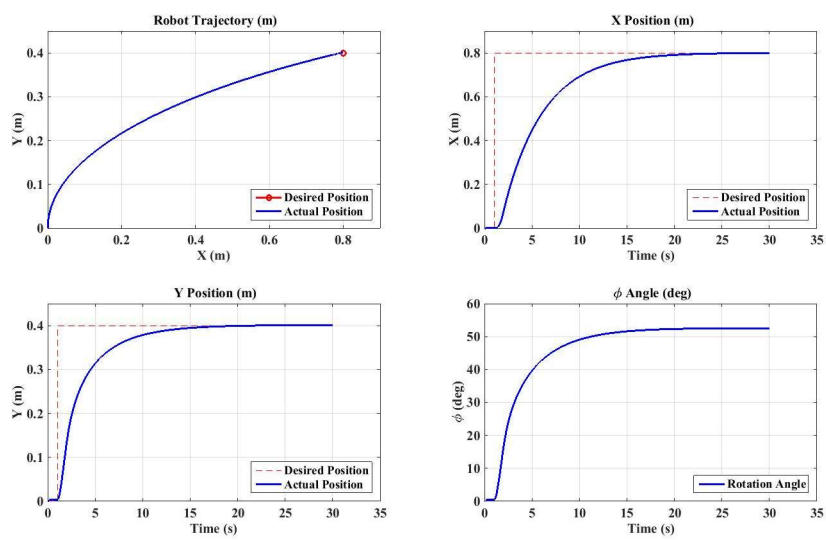 Robot Trajectory (m)
0.4
0.3
0.2
0.1
0
Y (m)
0
0.2
0.4
0.6
0.8
X (m)
Desired Position
Actual Position
X Position (m)
0.8
0.6
0.4
0.2
0
X (m)
0
5
10
15
20
25
30
35
Time (s)
Desired Position
Actual Position
Y Position (m)
0.4
0.3
0.2
0.1
0
Y (m)
0
5
10
15
20
25
30
35
Time (s)
Desired Position
Actual Position
ϕ Angle (deg)
60
50
40
30
20
10
0
ϕ (deg)
0
5
10
15
20
25
30
35
Time (s)
Rotation Angle